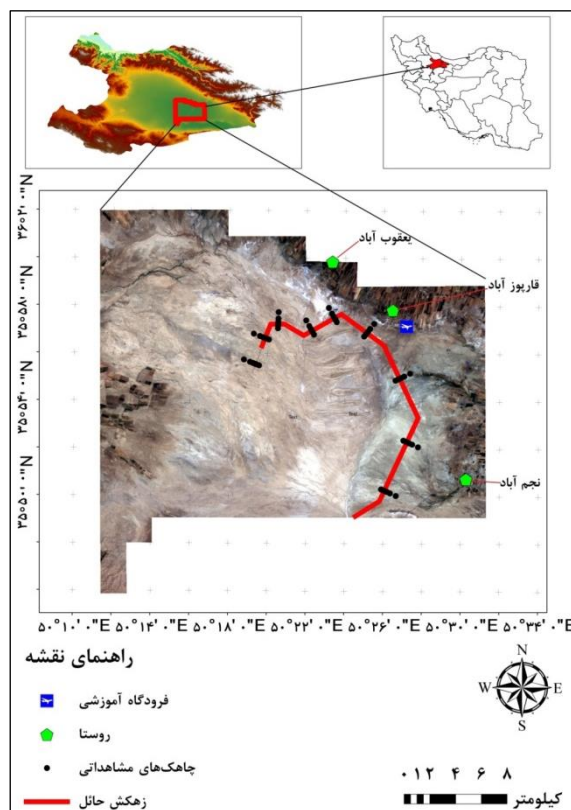 یعقوب آباد
قارپوز آباد
نجم آباد
۳۶°۰۲'۰"N
۳۵°۵۸'۰"N
۳۵°۵۴'۰"N
۳۵°۵۰'۰"N
۵۰°۱۰'۰"E ۵۰°۱۴'۰"E ۵۰°۱۸'۰"E ۵۰°۲۲'۰"E ۵۰°۲۶'۰"E ۵۰°۳۰'۰"E ۵۰°۳۴'۰"E
راهنمای نقشه
فرودگاه آموزشی
روستا
چاهک‌های مشاهداتی
زهکش حائل
N
W E
S
۰ ۱ ۲ ۴ ۶ ۸
کیلومتر